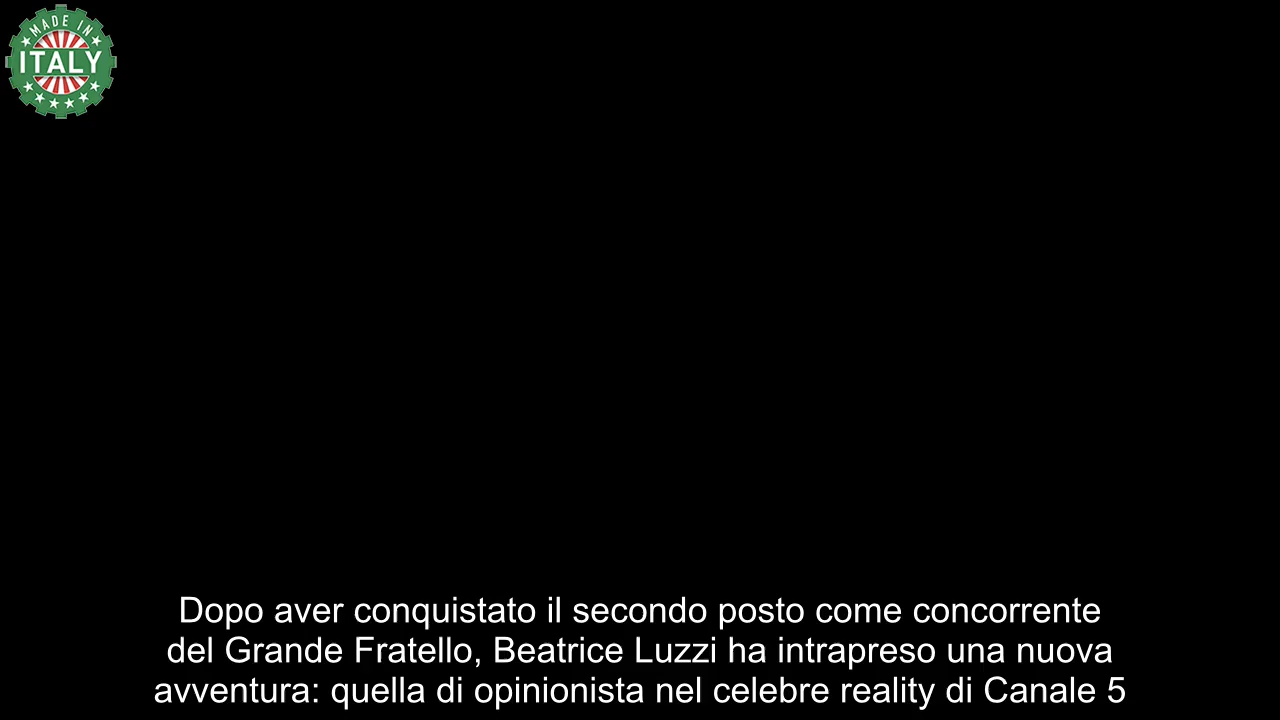 MADE IN
ITALY
Dopo aver conquistato il secondo posto come concorrente
del Grande Fratello, Beatrice Luzzi ha intrapreso una nuova
avventura: quella di opinionista nel celebre reality di Canale 5